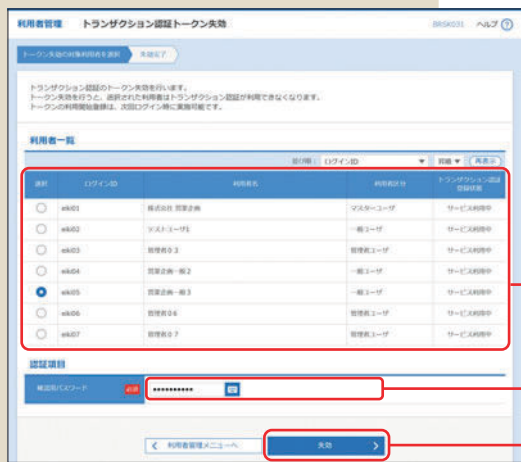 利用者管理 トランザクション認証トークン失効 BRSK031 ヘルプ ?
トークン失効の対象利用者を選択 失効完了
トランザクション認証のトークン失効を行います。
トークン失効を行うと、選択された利用者はトランザクション認証が利用できなくなります。
トークンの利用開始登録は、次回ログイン時に実施可能です。
利用者一覧
並び順： ログインID 昇順 再表示
選択 ログインID 利用者名 利用者区分 トランザクション認証
登録状態
eiki01 株式会社 営業企画 マスターユーザ サービス利用中
eiki02 テストユーザ1 一般ユーザ サービス利用中
eiki03 管理者０３ 管理者ユーザ サービス利用中
eiki04 営業企画一般２ 一般ユーザ サービス利用中
eiki05 営業企画一般３ 一般ユーザ サービス利用中
eiki06 管理者０６ 管理者ユーザ サービス利用中
eiki07 管理者０７ 管理者ユーザ サービス利用中
認証項目
確認用パスワード 必須 ••••••••••
利用者管理メニューへ 失効